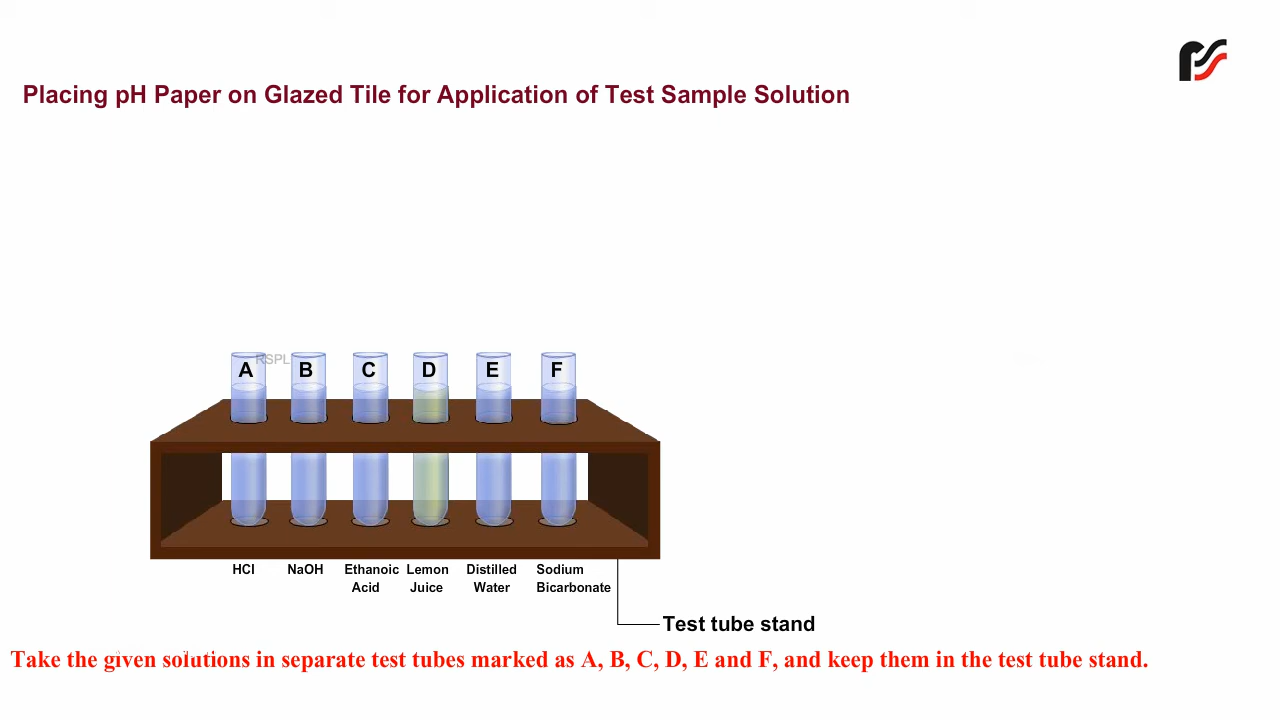 Placing pH Paper on Glazed Tile for Application of Test Sample Solution
RSPL
A B C D E F
HCl NaOH Ethanoic Acid Lemon Juice Distilled Water Sodium Bicarbonate
Test tube stand
Take the given solutions in separate test tubes marked as A, B, C, D, E and F, and keep them in the test tube stand.